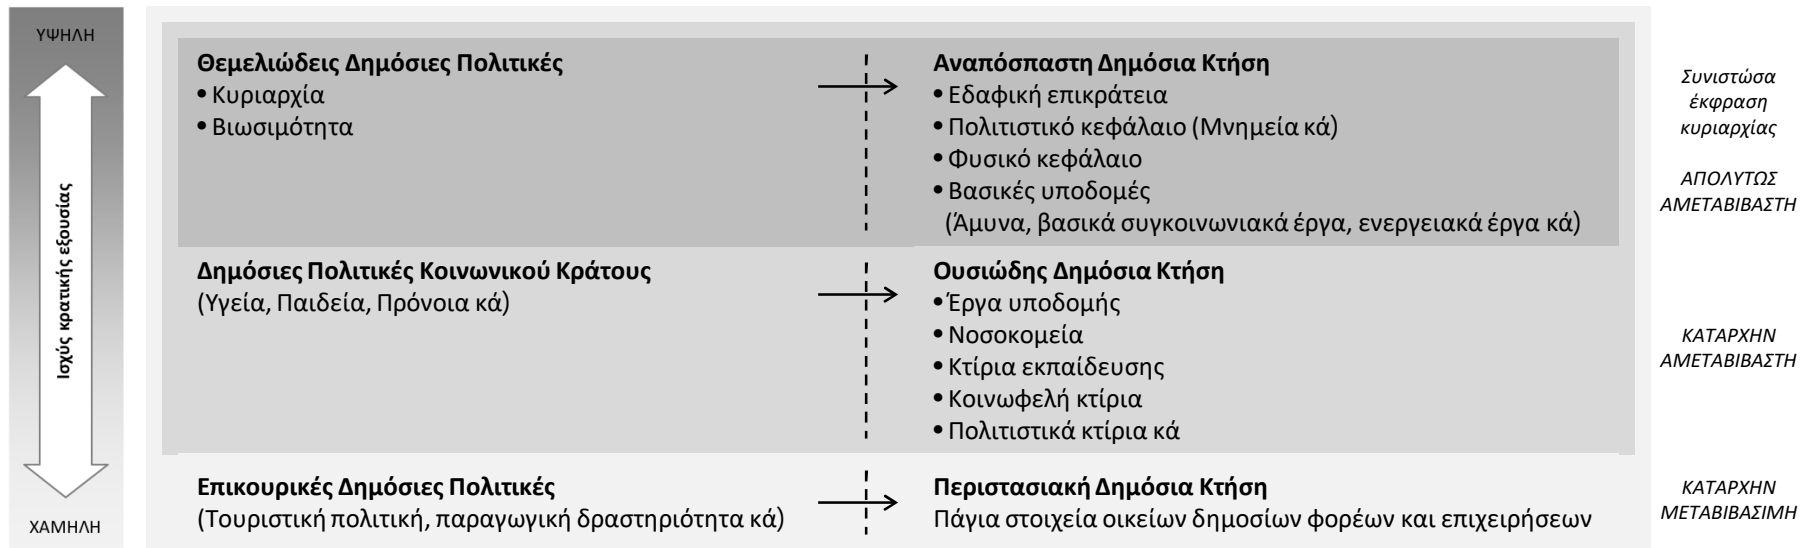 ΥΨΗΛΗ
Ισχύς κρατικής εξουσίας
ΧΑΜΗΛΗ
Θεμελιώδεις Δημόσιες Πολιτικές
• Κυριαρχία
• Βιωσιμότητα
Αναπόσπαστη Δημόσια Κτήση
• Εδαφική επικράτεια
• Πολιτιστικό κεφάλαιο (Μνημεία κά)
• Φυσικό κεφάλαιο
• Βασικές υποδομές
(Άμυνα, βασικά συγκοινωνιακά έργα, ενεργειακά έργα κά)
Συνιστώσα
έκφραση
κυριαρχίας
ΑΠΟΛΥΤΩΣ
ΑΜΕΤΑΒΙΒΑΣΤΗ
Δημόσιες Πολιτικές Κοινωνικού Κράτους
(Υγεία, Παιδεία, Πρόνοια κά)
Ουσιώδης Δημόσια Κτήση
• Έργα υποδομής
• Νοσοκομεία
• Κτίρια εκπαίδευσης
• Κοινωφελή κτίρια
• Πολιτιστικά κτίρια κά
ΚΑΤΑΡΧΗΝ
ΑΜΕΤΑΒΙΒΑΣΤΗ
Επικουρικές Δημόσιες Πολιτικές
(Τουριστική πολιτική, παραγωγική δραστηριότητα κά)
Περιστασιακή Δημόσια Κτήση
Πάγια στοιχεία οικείων δημοσίων φορέων και επιχειρήσεων
ΚΑΤΑΡΧΗΝ
ΜΕΤΑΒΙΒΑΣΙΜΗ